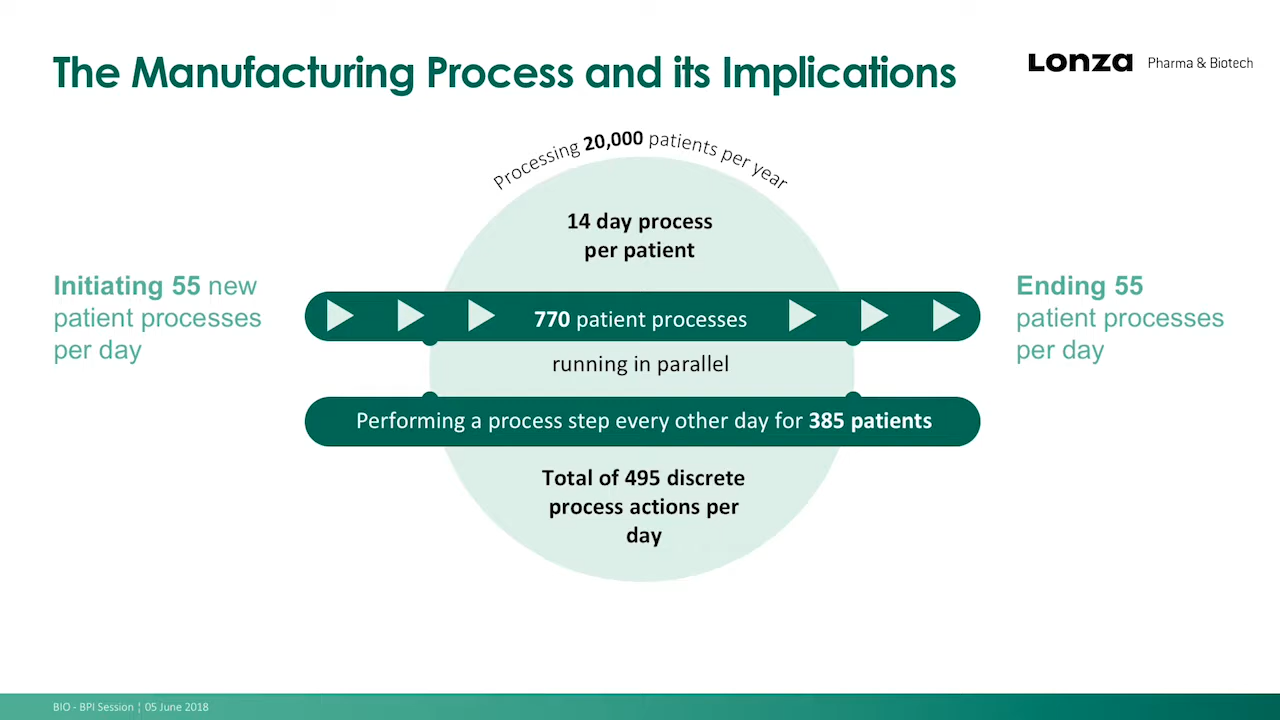 The Manufacturing Process and its Implications
Lonza Pharma & Biotech
Processing 20,000 patients per year
14 day process
per patient
Initiating 55 new
patient processes
per day
770 patient processes
running in parallel
Ending 55
patient processes
per day
Performing a process step every other day for 385 patients
Total of 495 discrete
process actions per
day
BIO - BPI Session ¦ 05 June 2018